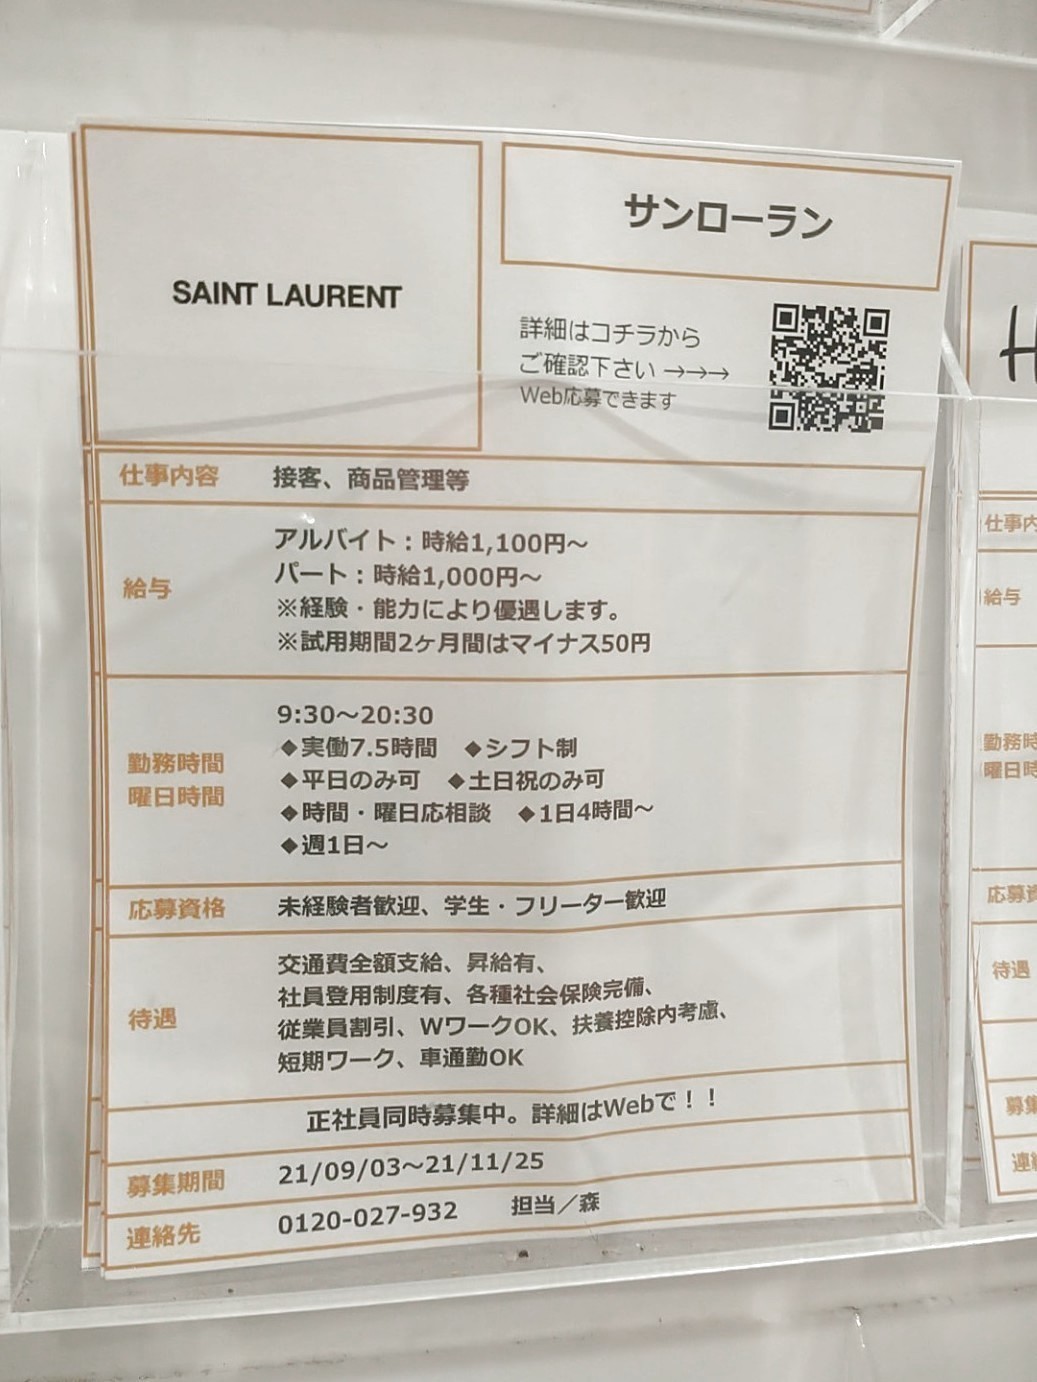 SAINT LAURENT
サンローラン
詳細はコチラから
ご確認下さい →→→
Web応募できます
仕事内容 接客、商品管理等
給与
アルバイト：時給1,100円～
パート：時給1,000円～
※経験・能力により優遇します。
※試用期間2ヶ月間はマイナス50円
勤務時間
曜日時間
9:30～20:30
◆実働7.5時間 ◆シフト制
◆平日のみ可 ◆土日祝のみ可
◆時間・曜日応相談 ◆1日4時間～
◆週1日～
応募資格 未経験者歓迎、学生・フリーター歓迎
待遇
交通費全額支給、昇給有、
社員登用制度有、各種社会保険完備、
従業員割引、WワークOK、扶養控除内考慮、
短期ワーク、車通勤OK
正社員同時募集中。詳細はWebで！！
募集期間 21/09/03～21/11/25
連絡先 0120-027-932 担当／森
H
仕事内
給与
勤務時
曜日時
応募資
待遇
募集
連絡